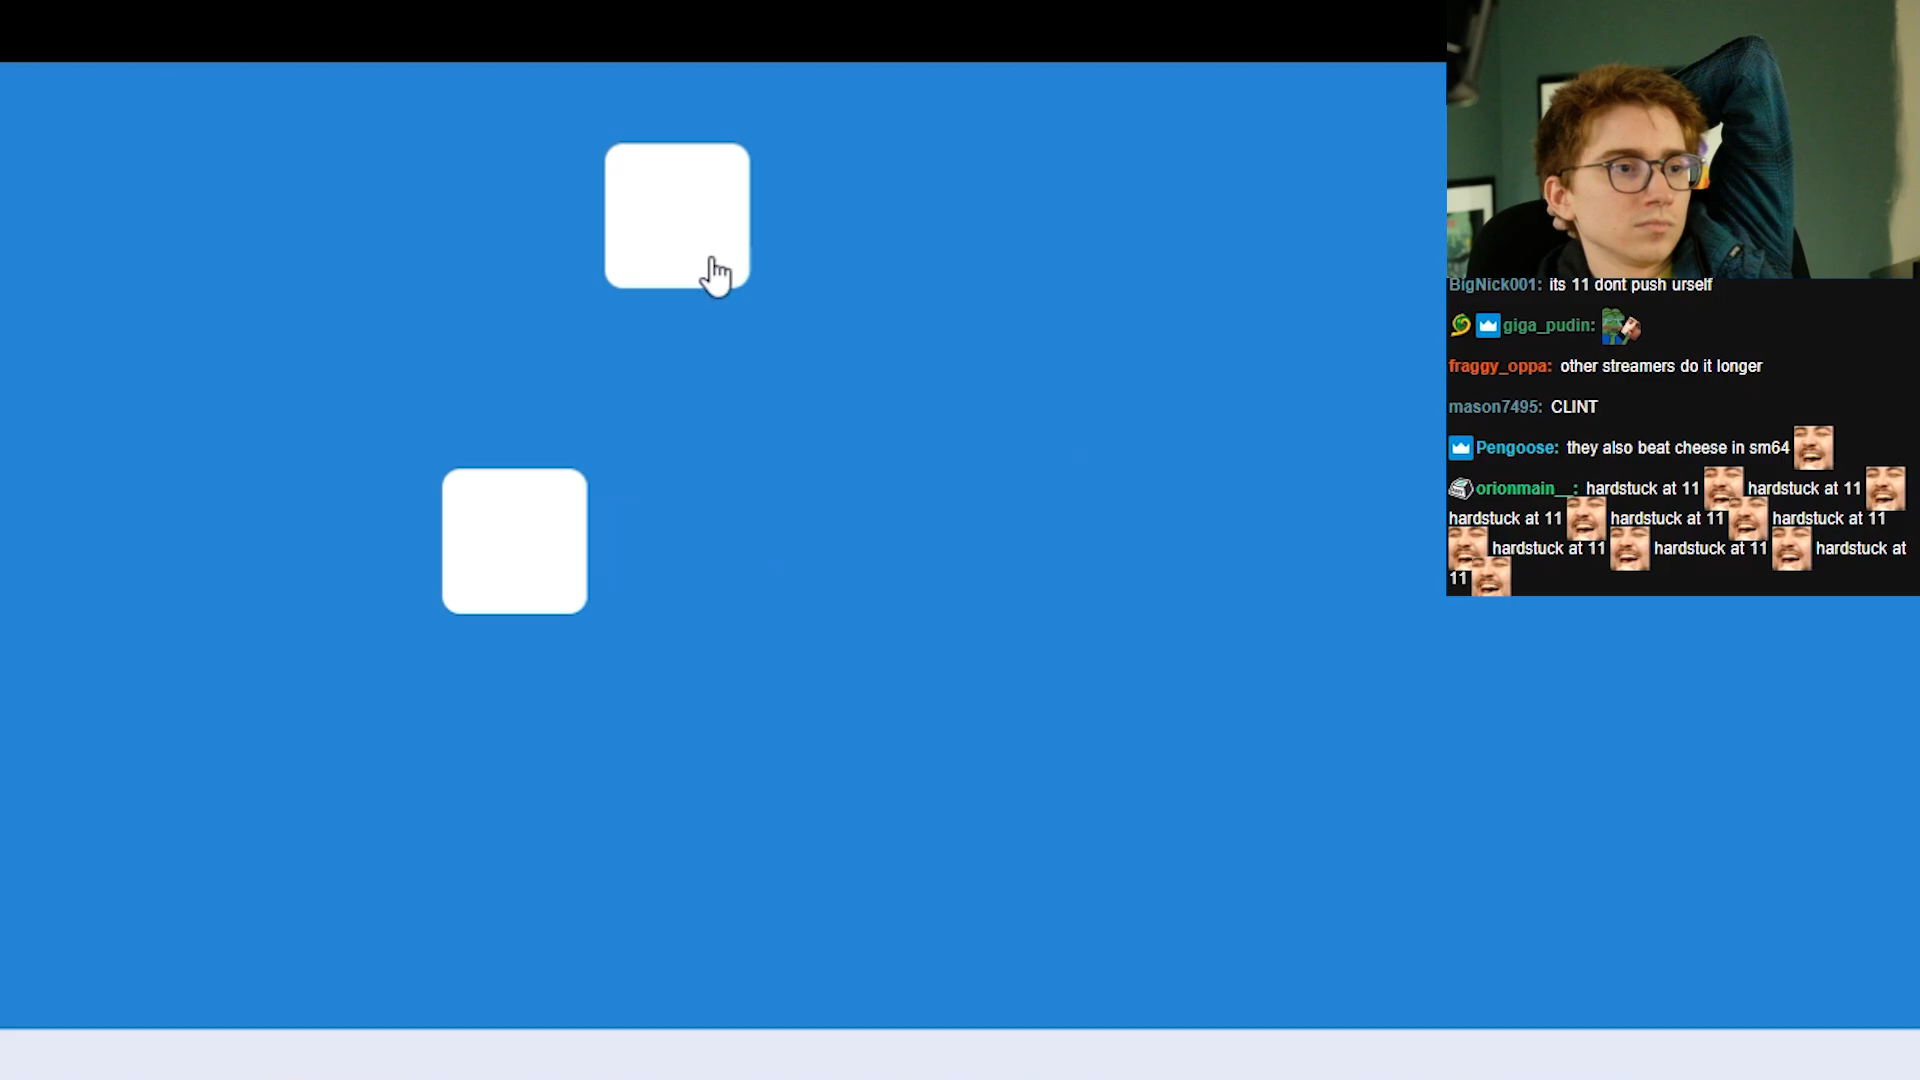 BigNick001: its 11 dont push urself
giga_pudin:
fraggy_oppa: other streamers do it longer
mason7495: CLINT
Pengoose: they also beat cheese in sm64
orionmain__: hardstuck at 11 hardstuck at 11
hardstuck at 11 hardstuck at 11 hardstuck at 11
hardstuck at 11 hardstuck at 11 hardstuck at
11